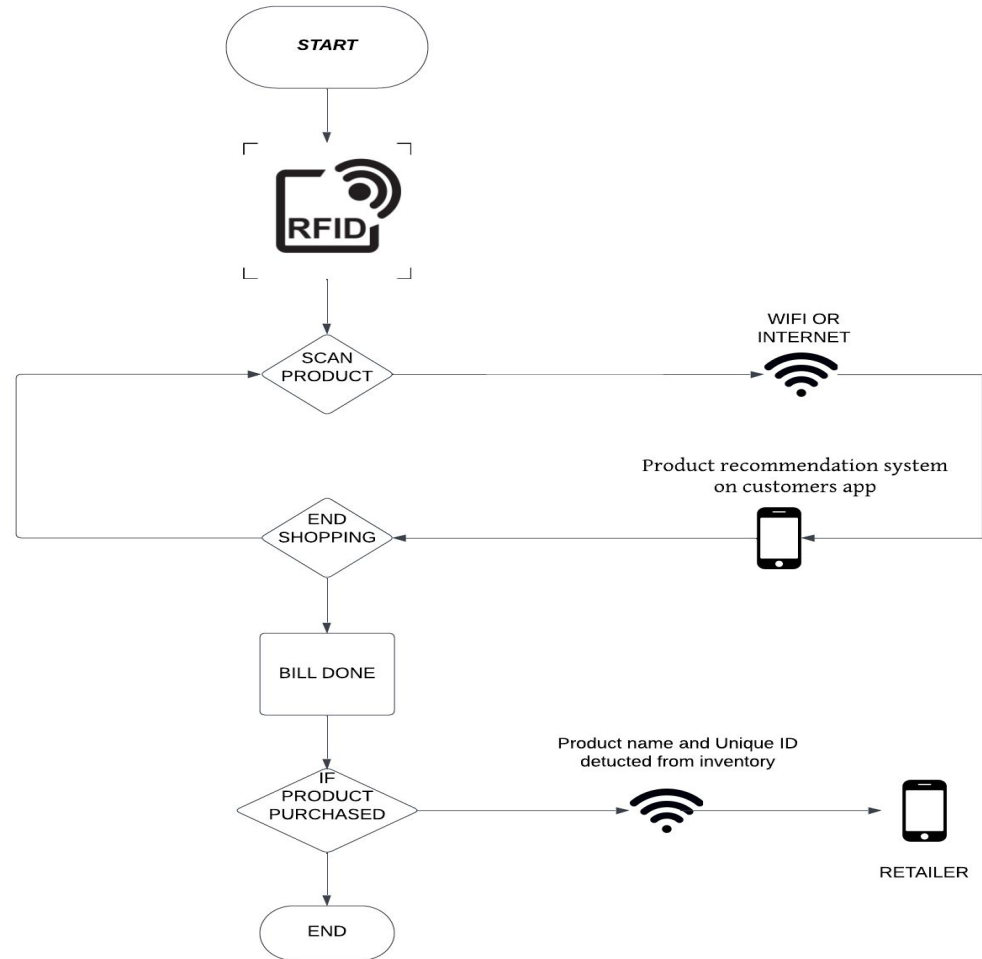 START
RFID
SCAN
PRODUCT
WIFI OR
INTERNET
Product recommendation system
on customers app
END
SHOPPING
BILL DONE
IF
PRODUCT
PURCHASED
Product name and Unique ID
detucted from inventory
RETAILER
END